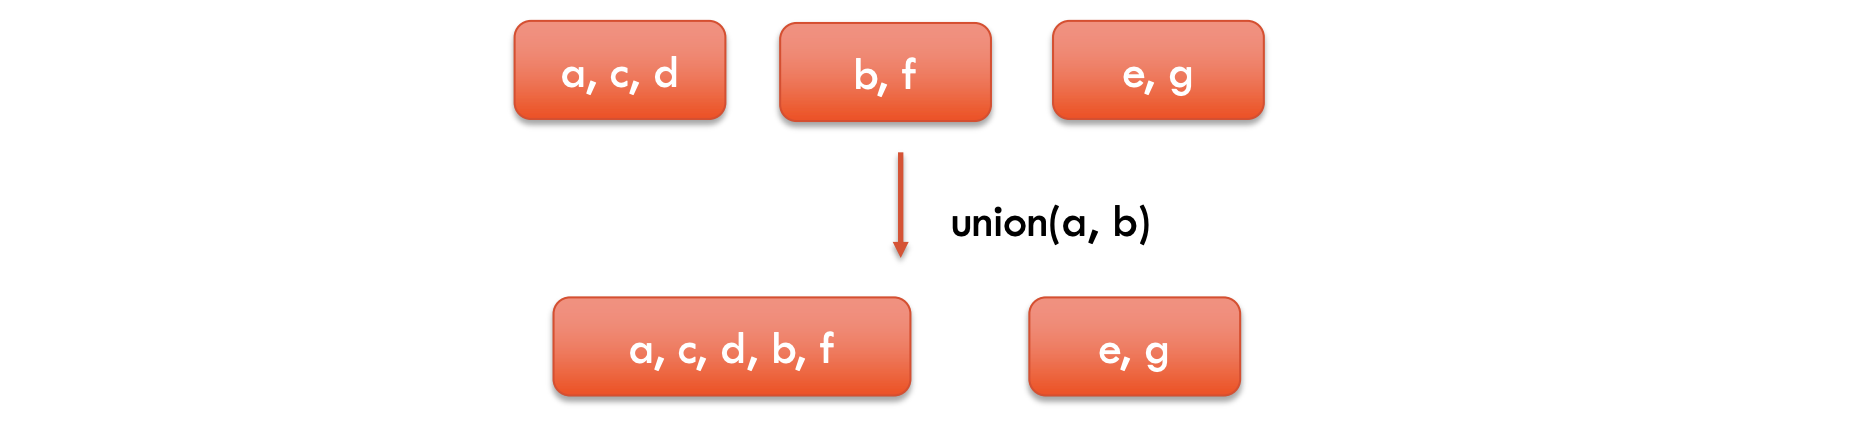 a, c, d
b, f
e, g
union(a, b)
a, c, d, b, f
e, g